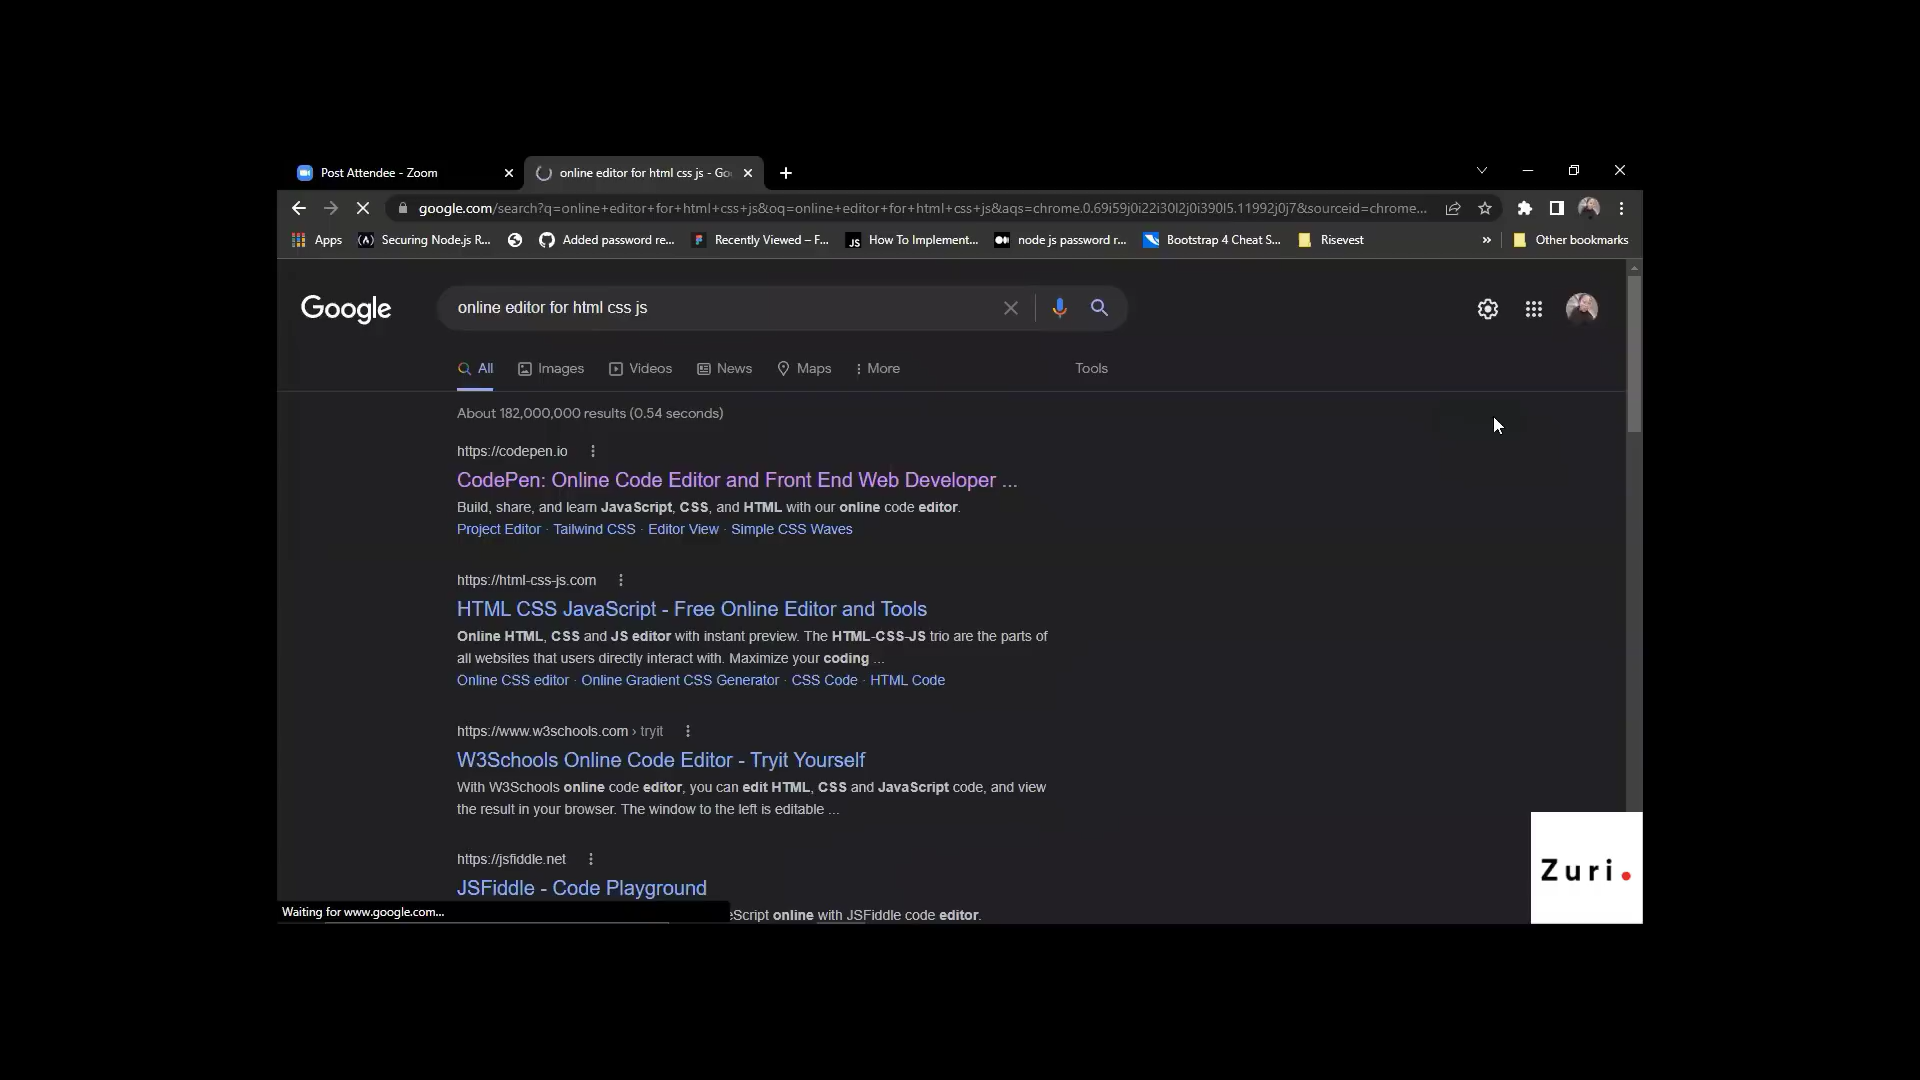 Post Attendee - Zoom
online editor for html css js - Go
google.com/search?q=online+editor+for+html+css+js&oq=online+editor+for+html+css+js&aqs=chrome.0.69i59j0i22i30l2j0i390l5.11992j0j7&sourceid=chrome...
Apps
Securing Node.js R...
Added password re...
Recently Viewed – F...
How To Implement...
node js password r...
Bootstrap 4 Cheat S...
Risevest
»
Other bookmarks
Google
online editor for html css js
All
Images
Videos
News
Maps
More
Tools
About 182,000,000 results (0.54 seconds)
https://codepen.io
CodePen: Online Code Editor and Front End Web Developer ...
Build, share, and learn JavaScript, CSS, and HTML with our online code editor.
Project Editor · Tailwind CSS · Editor View · Simple CSS Waves
https://html-css-js.com
HTML CSS JavaScript - Free Online Editor and Tools
Online HTML, CSS and JS editor with instant preview. The HTML-CSS-JS trio are the parts of
all websites that users directly interact with. Maximize your coding ...
Online CSS editor · Online Gradient CSS Generator · CSS Code · HTML Code
https://www.w3schools.com › tryit
W3Schools Online Code Editor - Tryit Yourself
With W3Schools online code editor, you can edit HTML, CSS and JavaScript code, and view
the result in your browser. The window to the left is editable ...
https://jsfiddle.net
JSFiddle - Code Playground
eScript online with JSFiddle code editor.
Waiting for www.google.com...
Zuri.